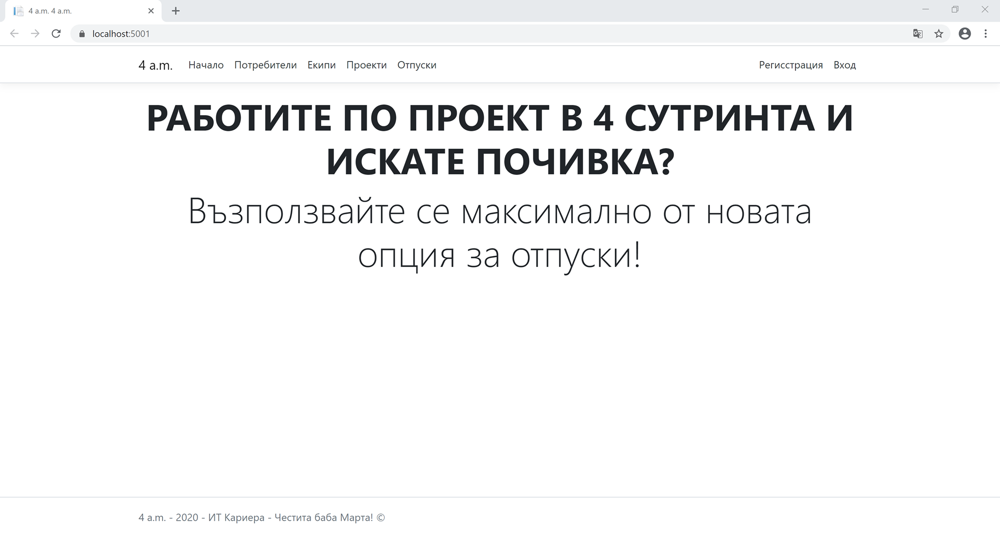 4 a.m. 4 a.m.
localhost:5001
4 a.m. Начало Потребители Екипи Проекти Отпуски Регисстрация Вход
РАБОТИТЕ ПО ПРОЕКТ В 4 СУТРИНТА И
ИСКАТЕ ПОЧИВКА?
Възползвайте се максимално от новата
опция за отпуски!
4 a.m. - 2020 - ИТ Кариера - Честита баба Марта! ©